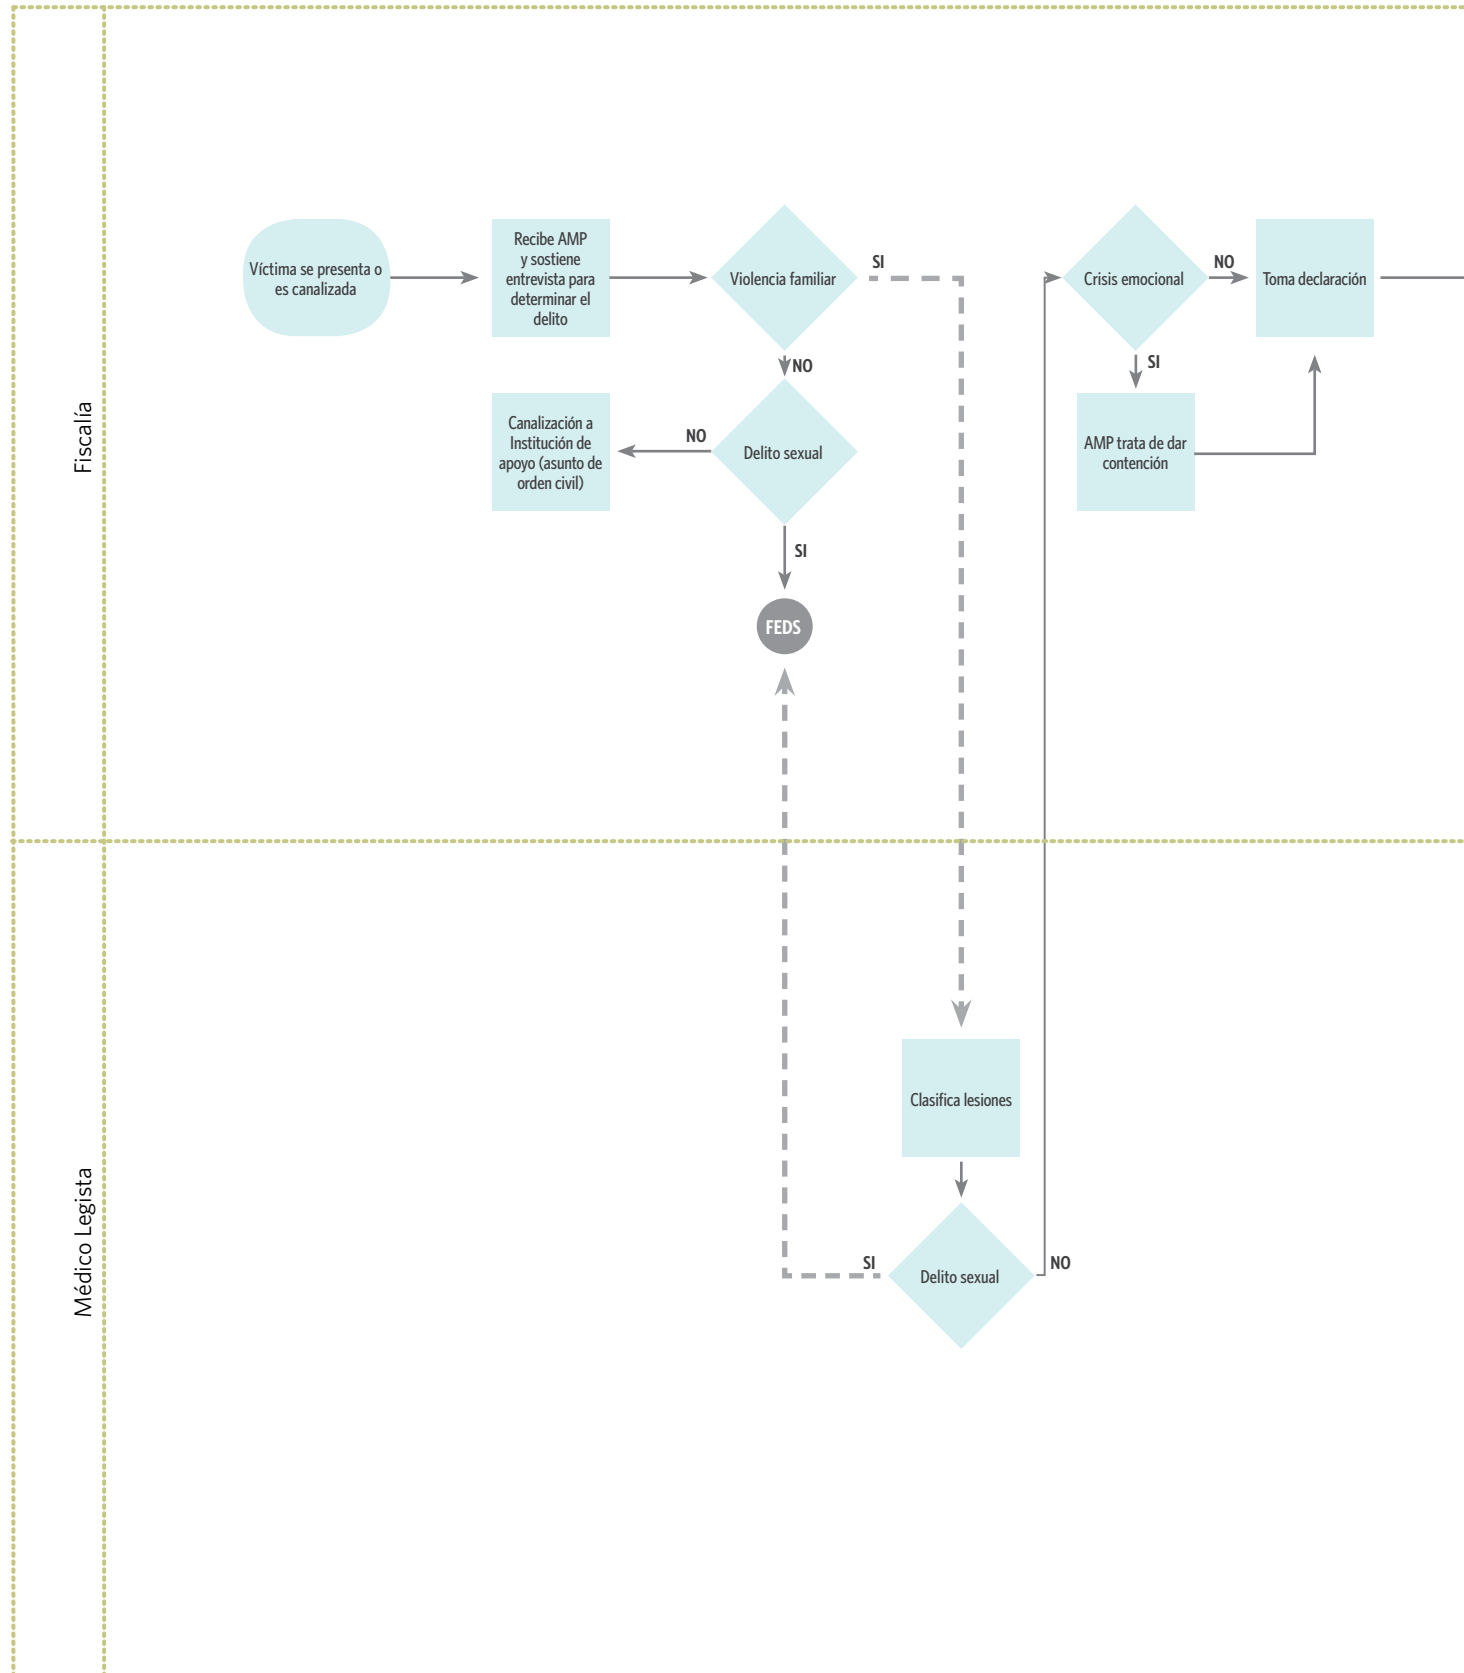 Fiscalía
Víctima se presenta o
es canalizada
Recibe AMP
y sostiene
entrevista para
determinar el
delito
Violencia familiar
SI
NO
Canalización a
Institución de
apoyo (asunto de
orden civil)
NO
Delito sexual
SI
FEDS
Crisis emocional
NO
Toma declaración
SI
AMP trata de dar
contención
Médico Legista
Clasifica lesiones
SI
Delito sexual
NO